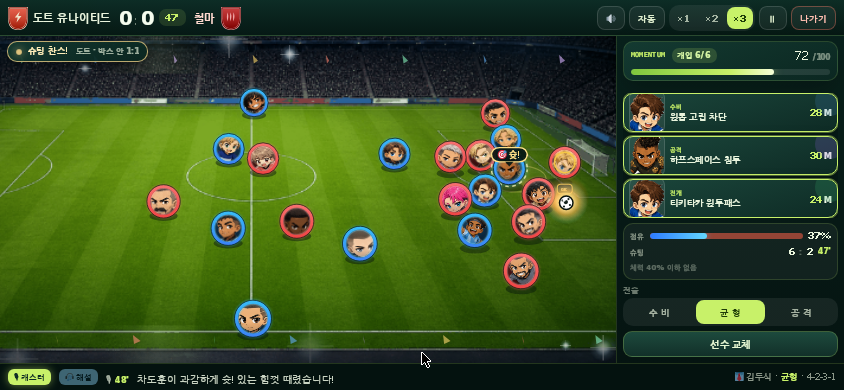 도트 유나이티드 0 : 0 47' 철마
자동 ×1 ×2 ×3 II 나가기
슈팅 찬스! 도트 · 박스 안 1:1
슛!
MOMENTUM 개입 6/6 72 /100
수비
원톱 고립 차단 28 M
공격
하프스페이스 침투 30 M
전개
티키타카 원투패스 24 M
점유 37%
슈팅 6 : 2 47'
체력 40% 이하 없음
전술
수비 균형 공격
선수 교체
캐스터 해설 48' 차도훈이 과감하게 슛! 있는 힘껏 때렸습니다!
김두식 · 균형 · 4-2-3-1